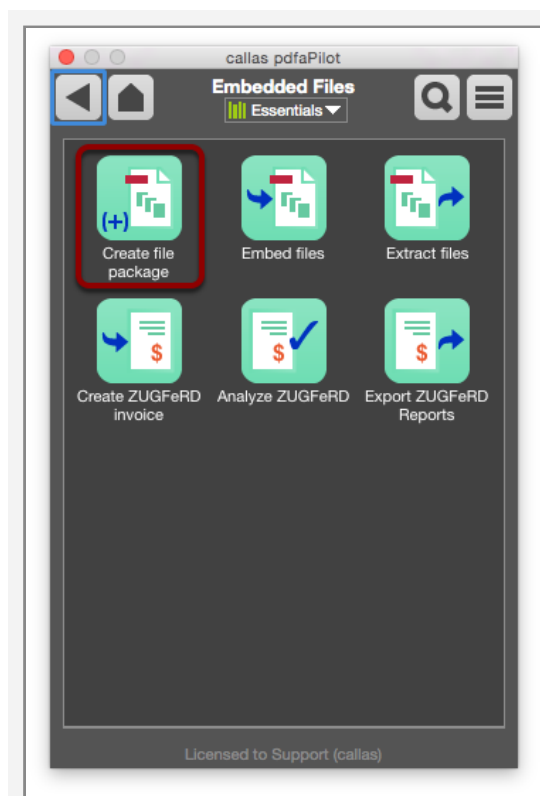 callas pdfaPilot
Embedded Files
Essentials
(+)
Create file
package
Embed files
Extract files
$
$
$
Create ZUGFeRD
invoice
Analyze ZUGFeRD
Export ZUGFeRD
Reports
Licensed to Support (callas)